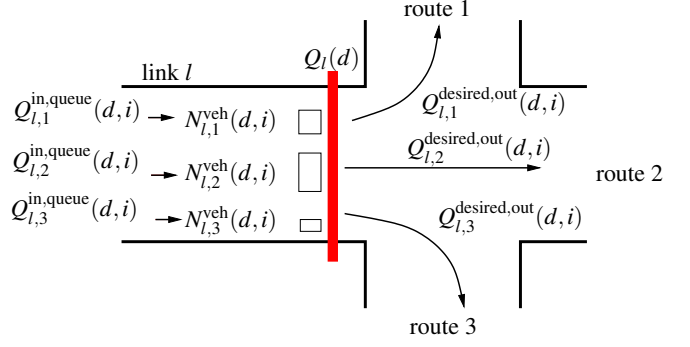 route 1
Q_l(d)
link l
Q_{l,1}^{in,queue}(d,i)
N_{l,1}^{veh}(d,i)
Q_{l,1}^{desired,out}(d,i)
Q_{l,2}^{in,queue}(d,i)
N_{l,2}^{veh}(d,i)
Q_{l,2}^{desired,out}(d,i)
route 2
Q_{l,3}^{in,queue}(d,i)
N_{l,3}^{veh}(d,i)
Q_{l,3}^{desired,out}(d,i)
route 3